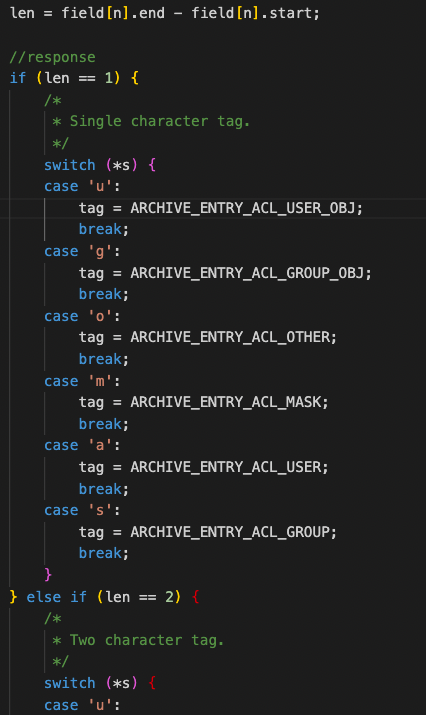 len = field[n].end - field[n].start;

//response
if (len == 1) {
    /*
     * Single character tag.
     */
    switch (*s) {
    case 'u':
        tag = ARCHIVE_ENTRY_ACL_USER_OBJ;
        break;
    case 'g':
        tag = ARCHIVE_ENTRY_ACL_GROUP_OBJ;
        break;
    case 'o':
        tag = ARCHIVE_ENTRY_ACL_OTHER;
        break;
    case 'm':
        tag = ARCHIVE_ENTRY_ACL_MASK;
        break;
    case 'a':
        tag = ARCHIVE_ENTRY_ACL_USER;
        break;
    case 's':
        tag = ARCHIVE_ENTRY_ACL_GROUP;
        break;
    }
} else if (len == 2) {
    /*
     * Two character tag.
     */
    switch (*s) {
    case 'u':